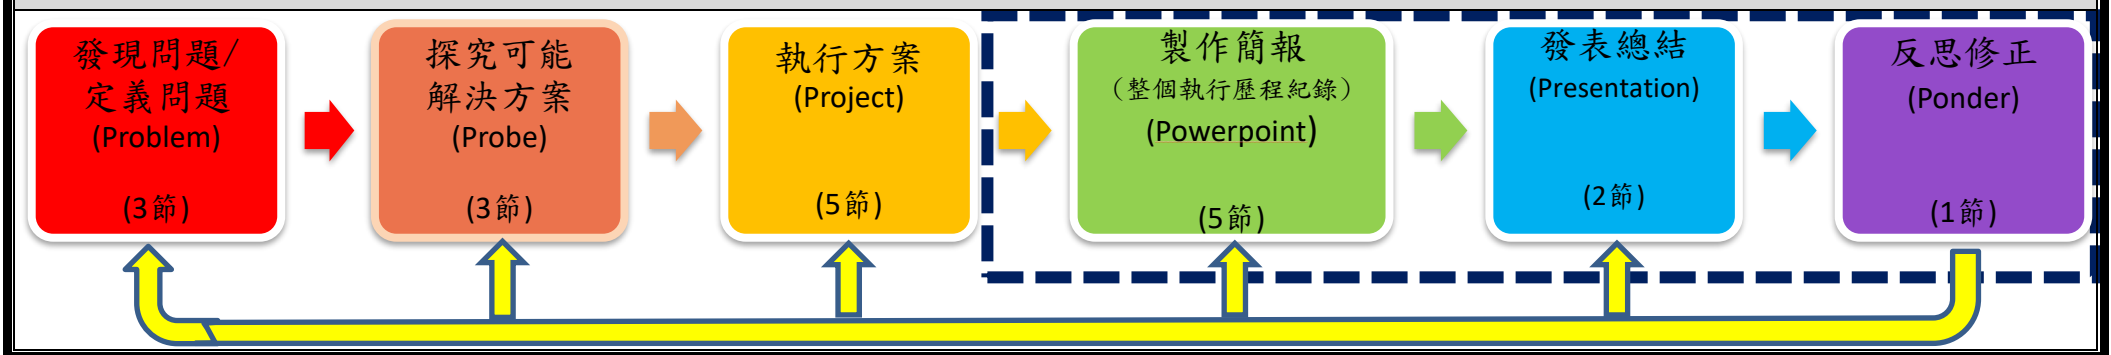 發現問題/
定義問題
(Problem)
(3節)
探究可能
解決方案
(Probe)
(3節)
執行方案
(Project)
(5節)
製作簡報
（整個執行歷程紀錄）
(Powerpoint)
(5節)
發表總結
(Presentation)
(2節)
反思修正
(Ponder)
(1節)